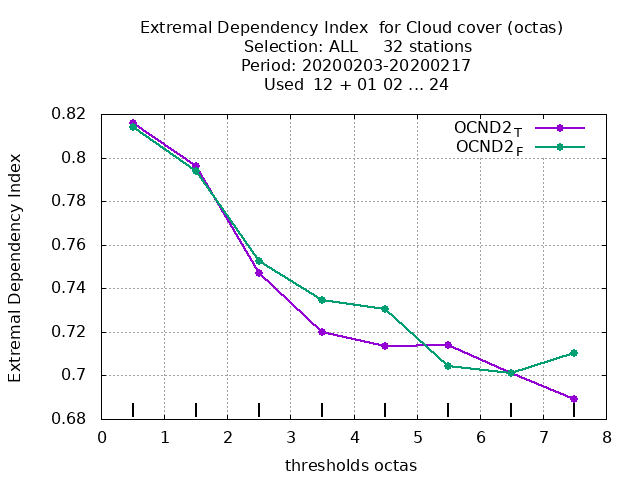 Extremal Dependency Index  for Cloud cover (octas)
Selection: ALL     32 stations
Period: 20200203-20200217
Used  12 + 01 02 ... 24
OCND2T
OCND2F
Extremal Dependency Index
0.82
0.8
0.78
0.76
0.74
0.72
0.7
0.68
0 1 2 3 4 5 6 7 8
thresholds octas